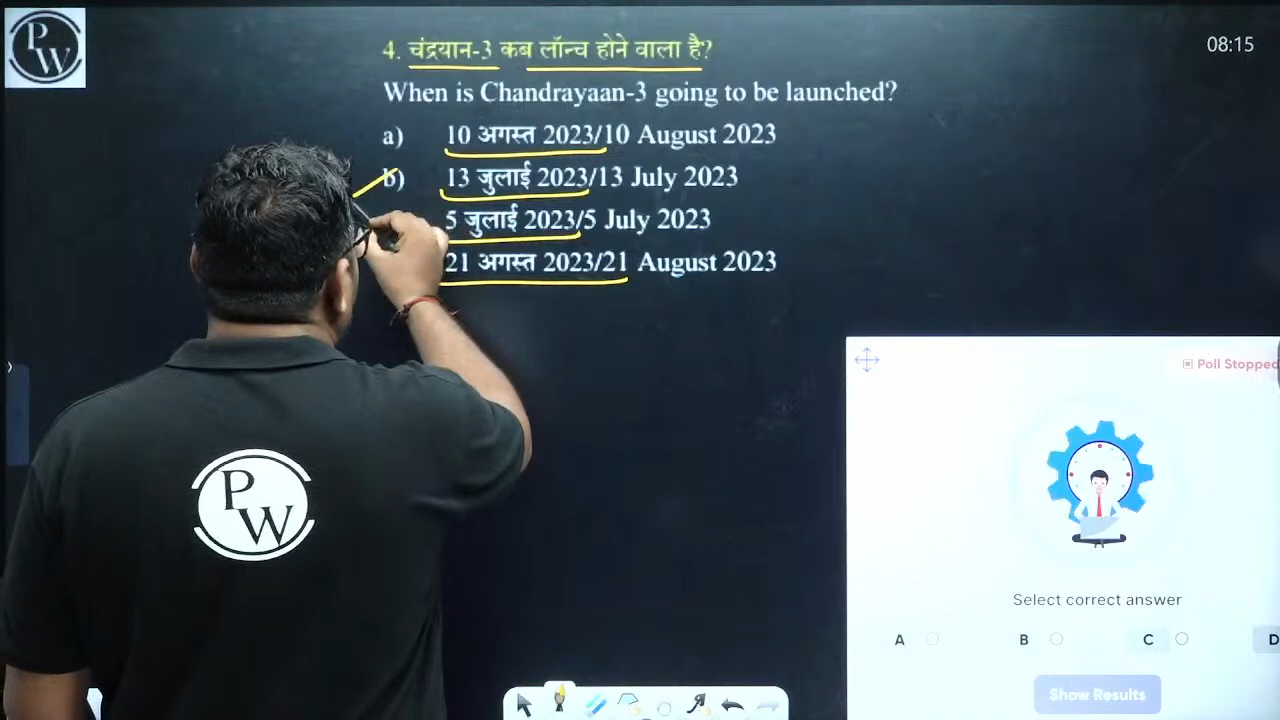 PW
08:15
4. चंद्रयान-3 कब लॉन्च होने वाला है?
When is Chandrayaan-3 going to be launched?
a) 10 अगस्त 2023/10 August 2023
b) 13 जुलाई 2023/13 July 2023
5 जुलाई 2023/5 July 2023
21 अगस्त 2023/21 August 2023
Poll Stopped
PW
Select correct answer
A B C D
Show Results